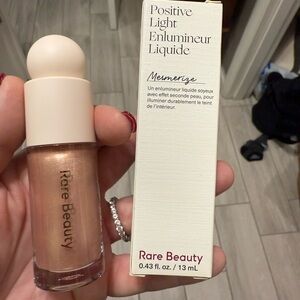 Positive
Light
Enlumineur
Liquide
Mesmerize
Un enlumineur liquide soyeux
avec effet seconde peau, pour
illuminer durablement le teint
de l'intérieur.
Rare Beauty
0.43 fl. oz. / 13 mL
Rare Beauty